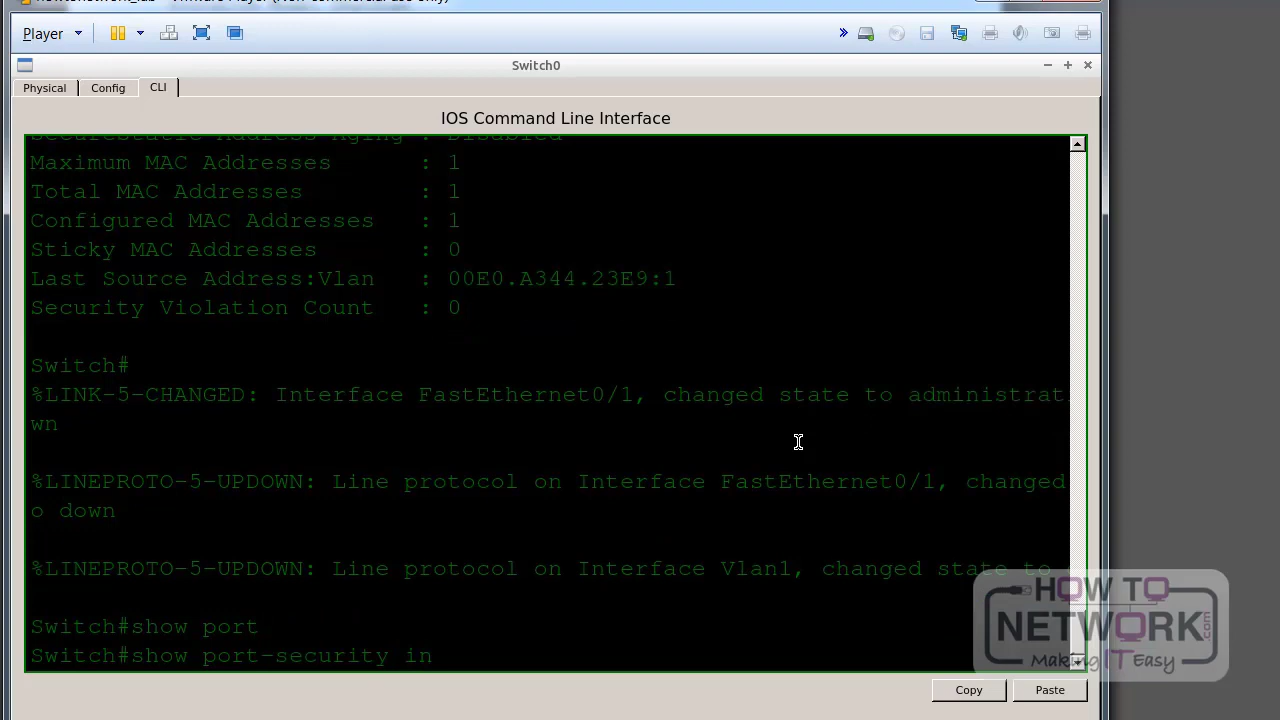 Player
Switch0
Physical
Config
CLI
IOS Command Line Interface
Maximum MAC Addresses : 1
Total MAC Addresses : 1
Configured MAC Addresses : 1
Sticky MAC Addresses : 0
Last Source Address:Vlan : 00E0.A344.23E9:1
Security Violation Count : 0
Switch#
%LINK-5-CHANGED: Interface FastEthernet0/1, changed state to administrat
wn
%LINEPROTO-5-UPDOWN: Line protocol on Interface FastEthernet0/1, changed
o down
%LINEPROTO-5-UPDOWN: Line protocol on Interface Vlan1, changed state to
Switch#show port
Switch#show port-security in
HOW TO
NETWORK.com
Making IT Easy
Copy
Paste